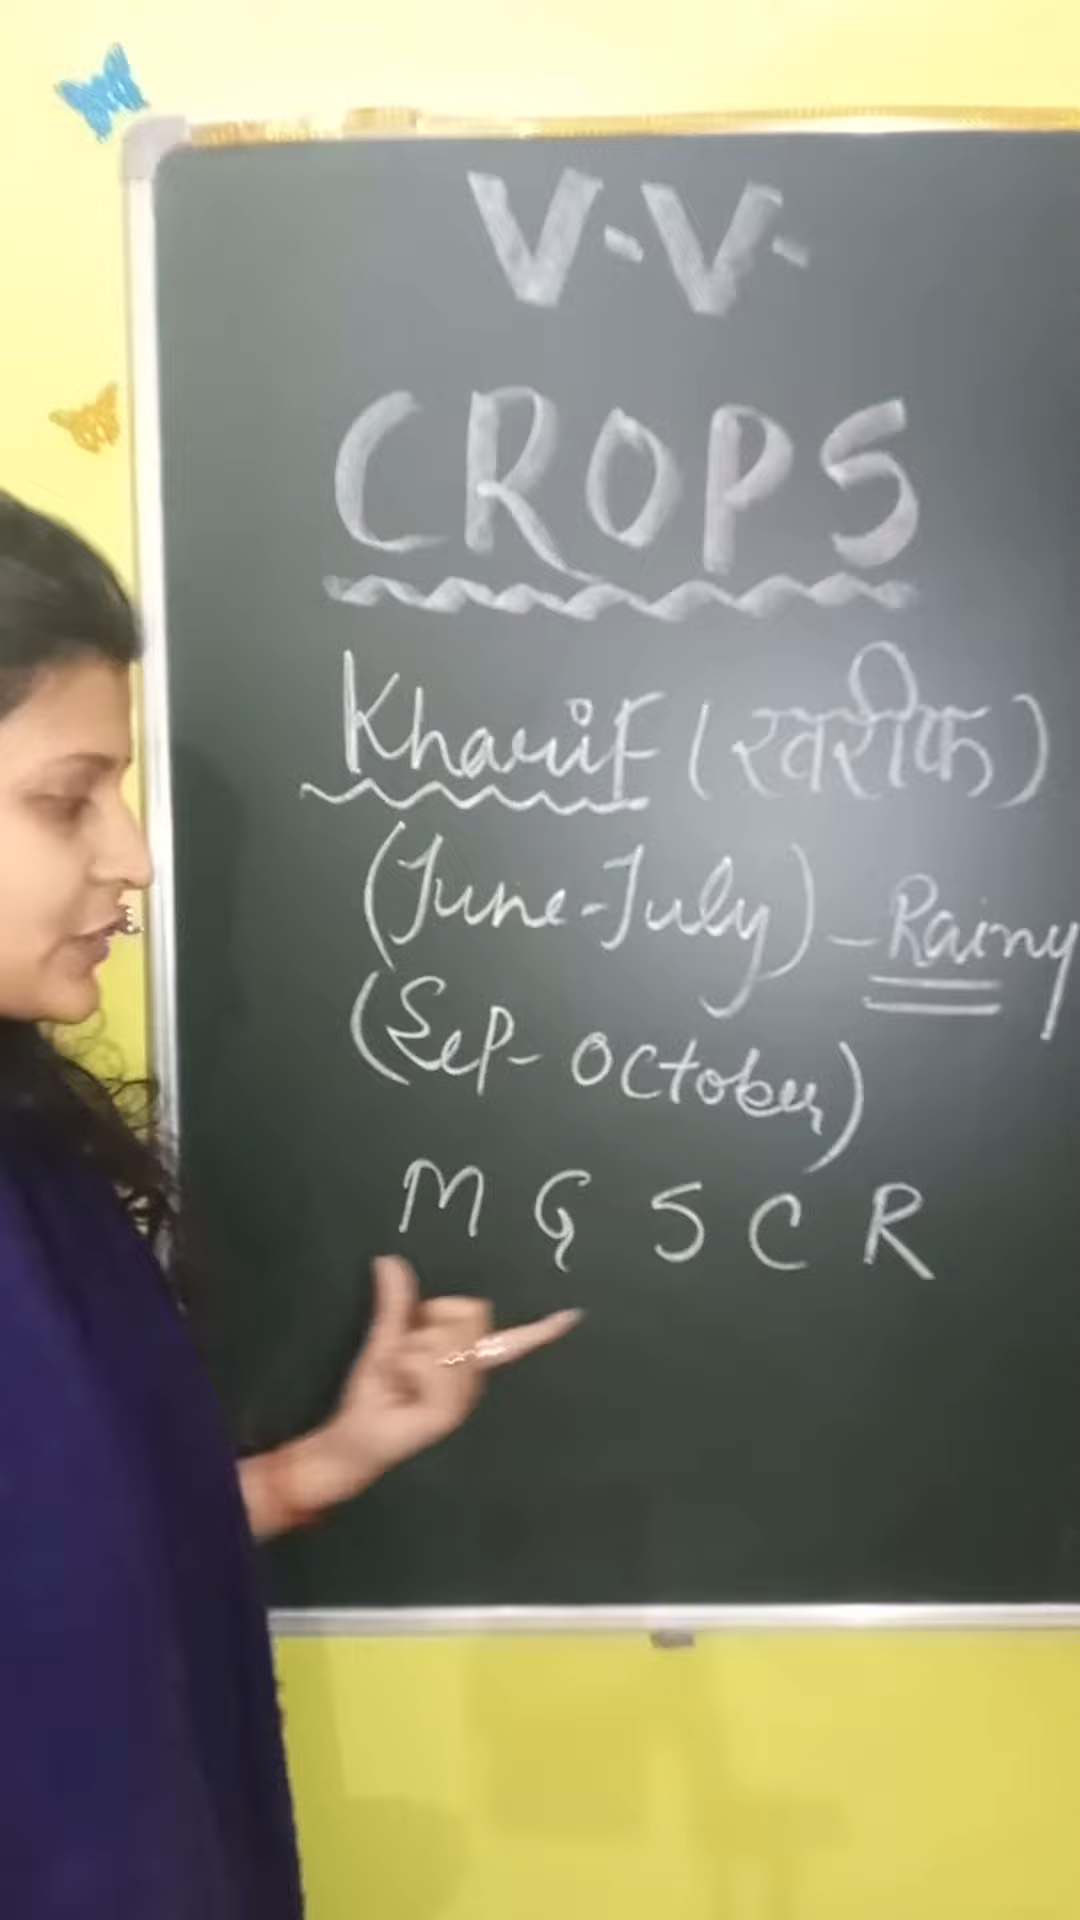 V.V.
CROPS
Kharif (खरीफ)
(June-July) - Rainy
(Sep- October)
M G S C R